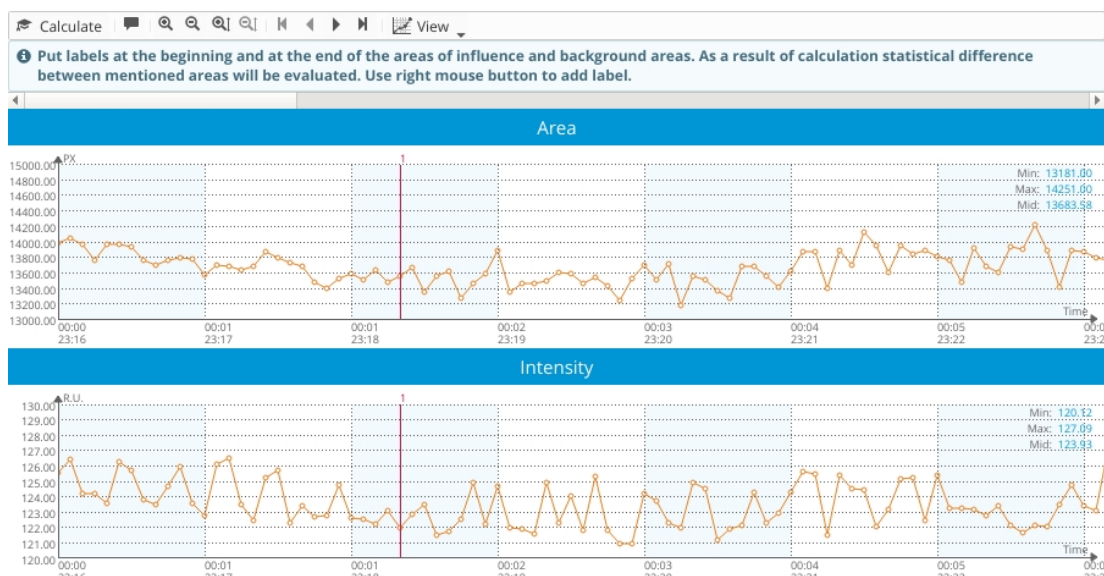 Calculate View
Put labels at the beginning and at the end of the areas of influence and background areas. As a result of calculation statistical difference
between mentioned areas will be evaluated. Use right mouse button to add label.
Area
PX
1
15000.00
14800.00
14600.00
14400.00
14200.00
14000.00
13800.00
13600.00
13400.00
13200.00
13000.00
Min: 13181.00
Max: 14251.00
Mid: 13683.58
Time
00:00 00:01 00:01 00:02 00:03 00:04 00:05
23:16 23:17 23:18 23:19 23:20 23:21 23:22
Intensity
R.U.
1
130.00
129.00
128.00
127.00
126.00
125.00
124.00
123.00
122.00
121.00
120.00
Min: 120.12
Max: 127.09
Mid: 123.93
Time
00:00 00:01 00:01 00:02 00:03 00:04 00:05